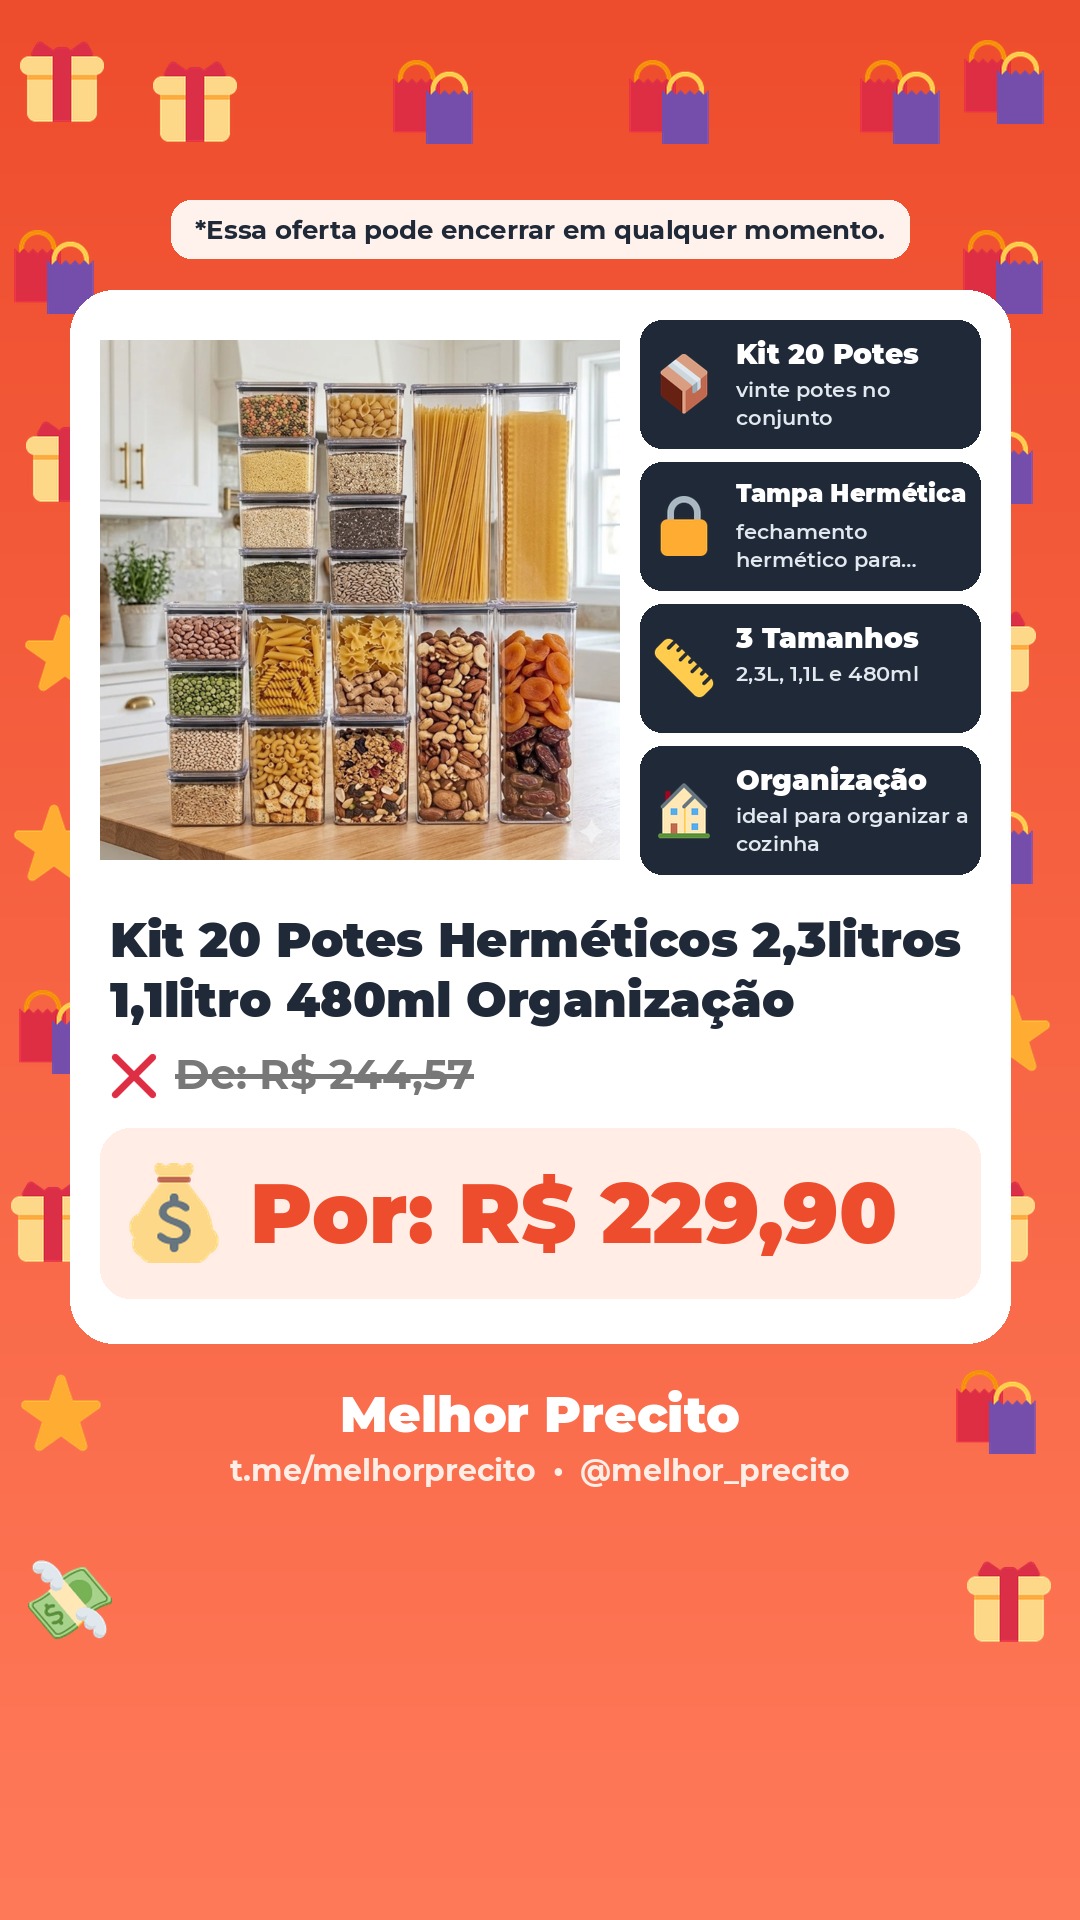 *Essa oferta pode encerrar em qualquer momento.
Kit 20 Potes
vinte potes no
conjunto
Tampa Hermética
fechamento
hermético para...
3 Tamanhos
2,3L, 1,1L e 480ml
Organização
ideal para organizar a
cozinha
Kit 20 Potes Herméticos 2,3litros
1,1litro 480ml Organização
De: R$ 244,57
$ Por: R$ 229,90
Melhor Precito
t.me/melhorprecito • @melhor_precito
$